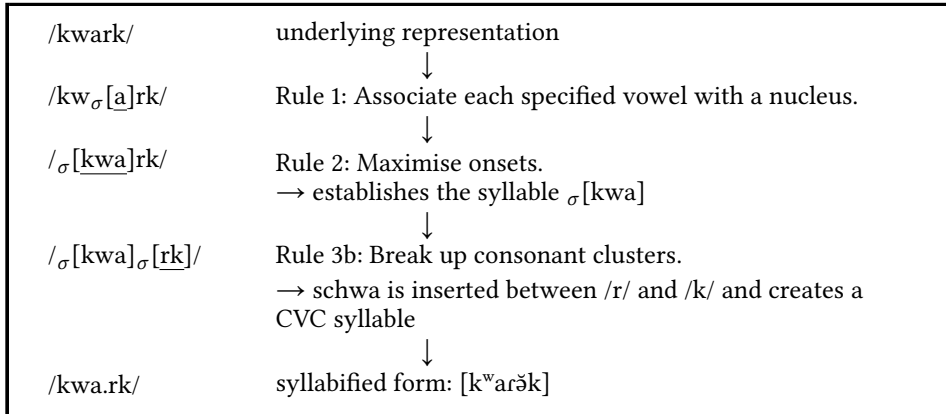 /kwark/ underlying representation
↓
/kwσ[a]rk/ Rule 1: Associate each specified vowel with a nucleus.
↓
/σ[kwa]rk/ Rule 2: Maximise onsets.
→ establishes the syllable σ[kwa]
↓
/σ[kwa]σ[rk]/ Rule 3b: Break up consonant clusters.
→ schwa is inserted between /r/ and /k/ and creates a
CVC syllable
↓
/kwa.rk/ syllabified form: [kʷaɾə̆k]